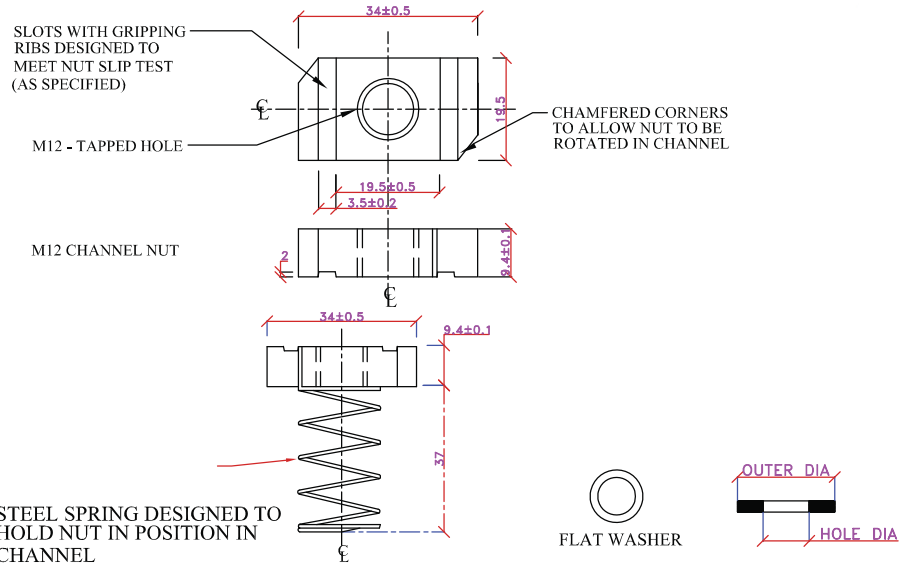 34±0.5
SLOTS WITH GRIPPING
RIBS DESIGNED TO
MEET NUT SLIP TEST
(AS SPECIFIED)
19.5
CHAMFERED CORNERS
TO ALLOW NUT TO BE
ROTATED IN CHANNEL
CL
M12 - TAPPED HOLE
19.5±0.5
3.5±0.2
M12 CHANNEL NUT
2
9.4±0.1
CL
34±0.5
9.4±0.1
37
STEEL SPRING DESIGNED TO
HOLD NUT IN POSITION IN
CHANNEL
CL
FLAT WASHER
OUTER DIA
HOLE DIA